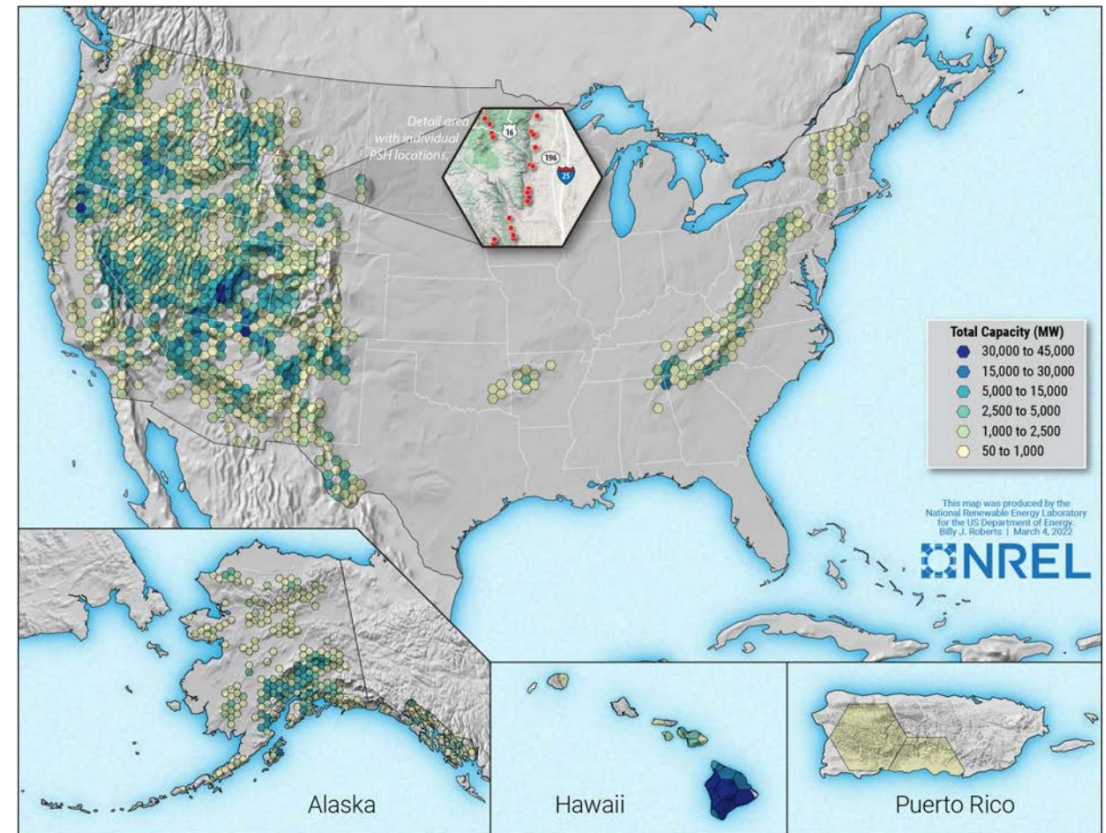 Detail area
with individual
PSH locations.
16
196
25
Total Capacity (MW)
30,000 to 45,000
15,000 to 30,000
5,000 to 15,000
2,500 to 5,000
1,000 to 2,500
50 to 1,000
This map was produced by the
National Renewable Energy Laboratory
for the US Department of Energy.
Billy J. Roberts | March 4, 2022
NREL
Alaska
Hawaii
Puerto Rico